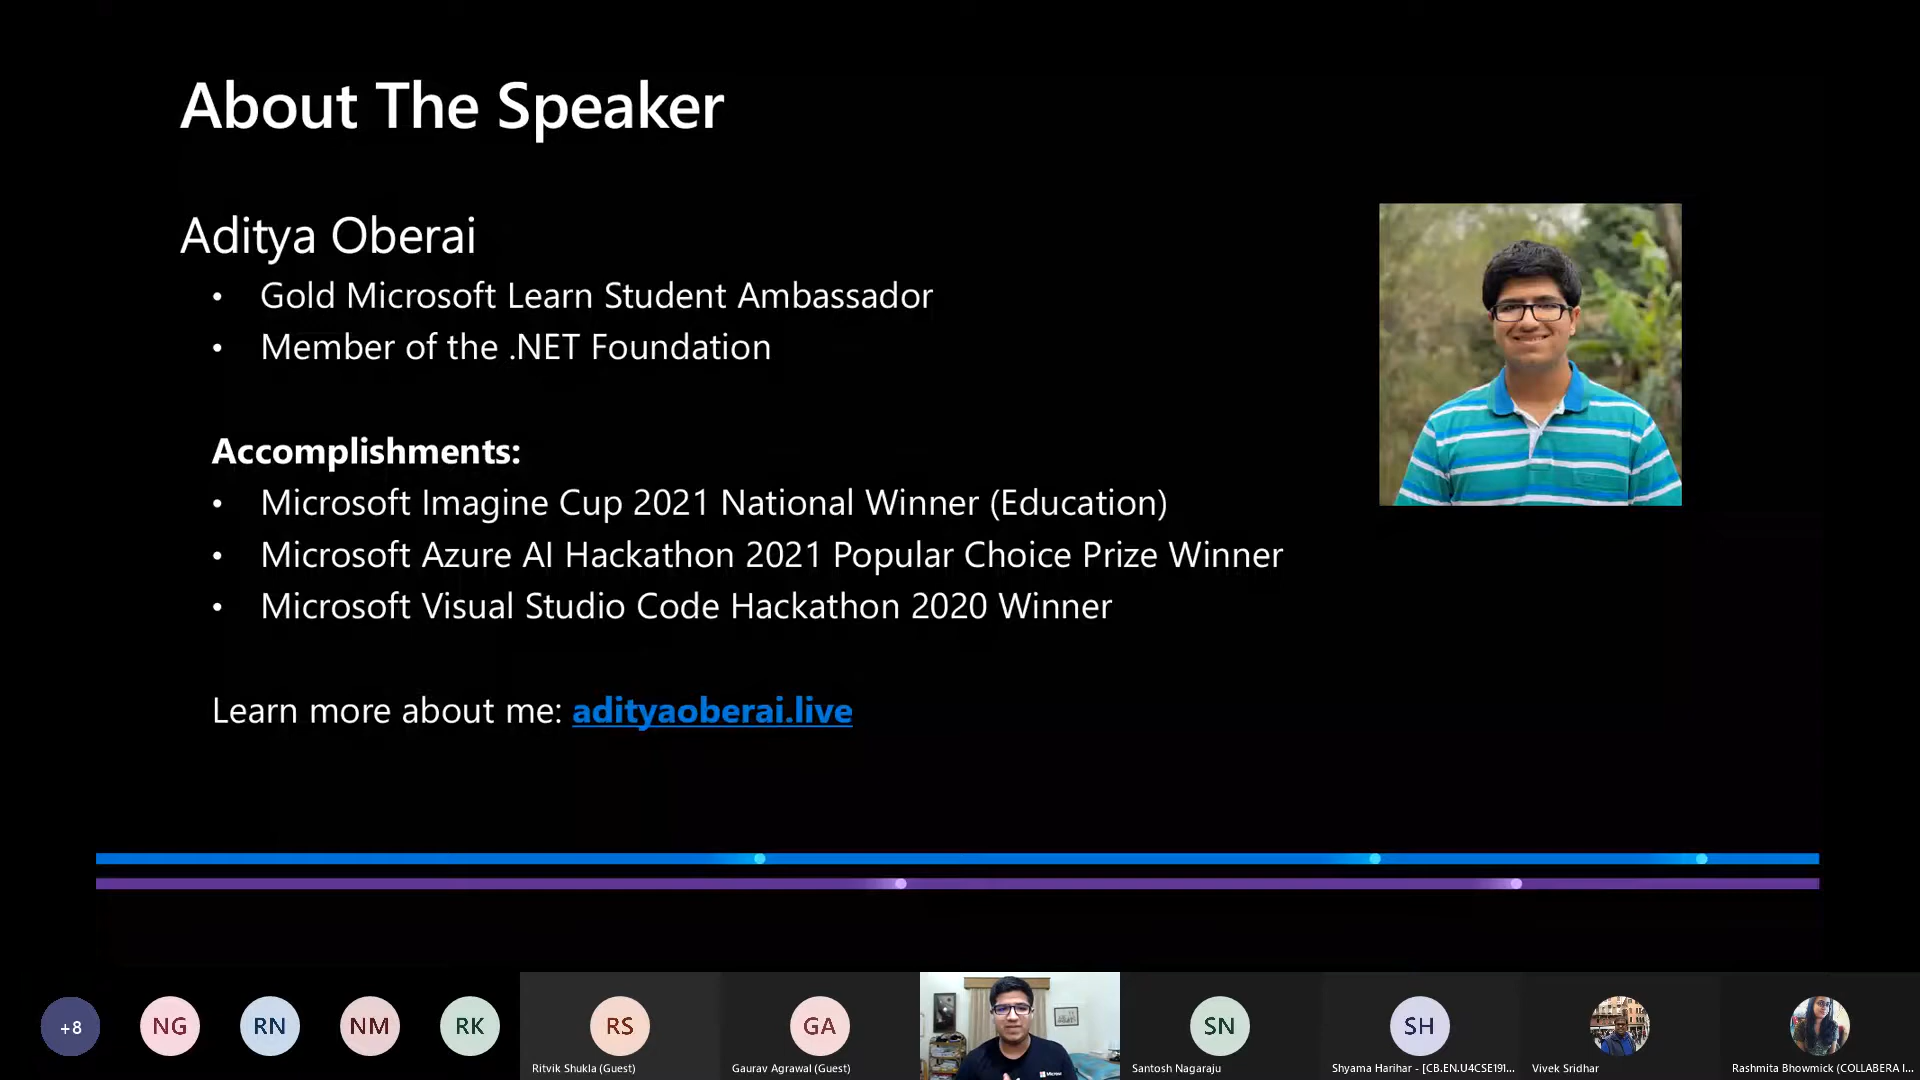 About The Speaker
Aditya Oberai
• Gold Microsoft Learn Student Ambassador
• Member of the .NET Foundation
Accomplishments:
• Microsoft Imagine Cup 2021 National Winner (Education)
• Microsoft Azure AI Hackathon 2021 Popular Choice Prize Winner
• Microsoft Visual Studio Code Hackathon 2020 Winner
Learn more about me: adityaoberai.live
+8 NG RN NM RK RS GA SN SH
Microsoft
Ritvik Shukla (Guest) Gaurav Agrawal (Guest) Santosh Nagaraju Shyama Harihar - [CB.EN.U4CSE191... Vivek Sridhar Rashmita Bhowmick (COLLABERA I...